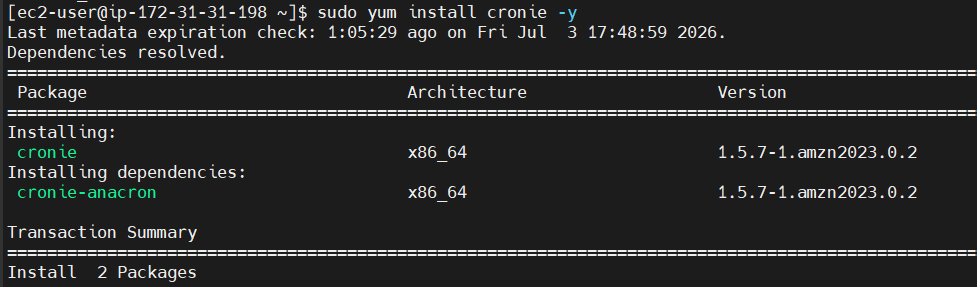 [ec2-user@ip-172-31-31-198 ~]$ sudo yum install cronie -y
Last metadata expiration check: 1:05:29 ago on Fri Jul  3 17:48:59 2026.
Dependencies resolved.
================================================================================================
 Package                                Architecture                   Version
================================================================================================
Installing:
 cronie                                 x86_64                         1.5.7-1.amzn2023.0.2
Installing dependencies:
 cronie-anacron                         x86_64                         1.5.7-1.amzn2023.0.2

Transaction Summary
================================================================================================
Install  2 Packages